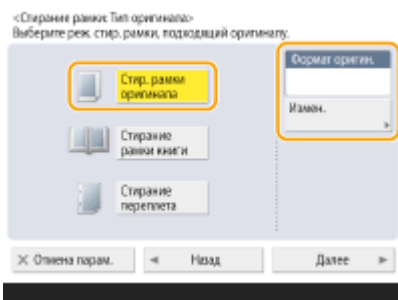 <Стирание рамки: Тип оригинала>
Выберите реж. стир. рамки, подходящий оригиналу.
Стир. рамки
оригинала
Формат оригин.
Измен.
Стирание
рамки книги
Стирание
переплета
Отмена парам.
Назад
Далее